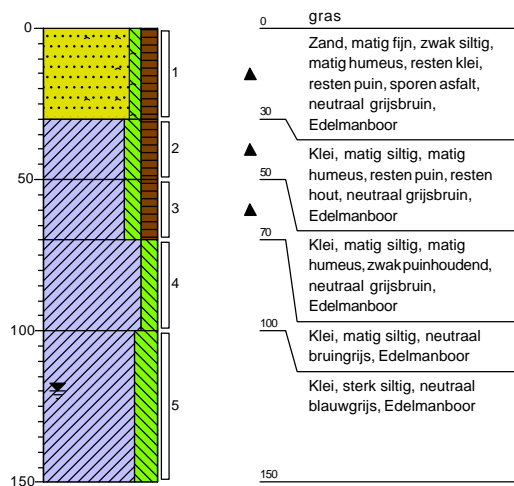 0
50
100
150
1
2
3
4
5
0
gras
Zand, matig fijn, zwak siltig,
matig humeus, resten klei,
resten puin, sporen asfalt,
neutraal grijsbruin,
Edelmanboor
30
Klei, matig siltig, matig
humeus, resten puin, resten
hout, neutraal grijsbruin,
Edelmanboor
50
Klei, matig siltig, matig
humeus, zwak puinhoudend,
neutraal grijsbruin,
Edelmanboor
70
Klei, matig siltig, neutraal
bruingrijs, Edelmanboor
100
Klei, sterk siltig, neutraal
blauwgrijs, Edelmanboor
150